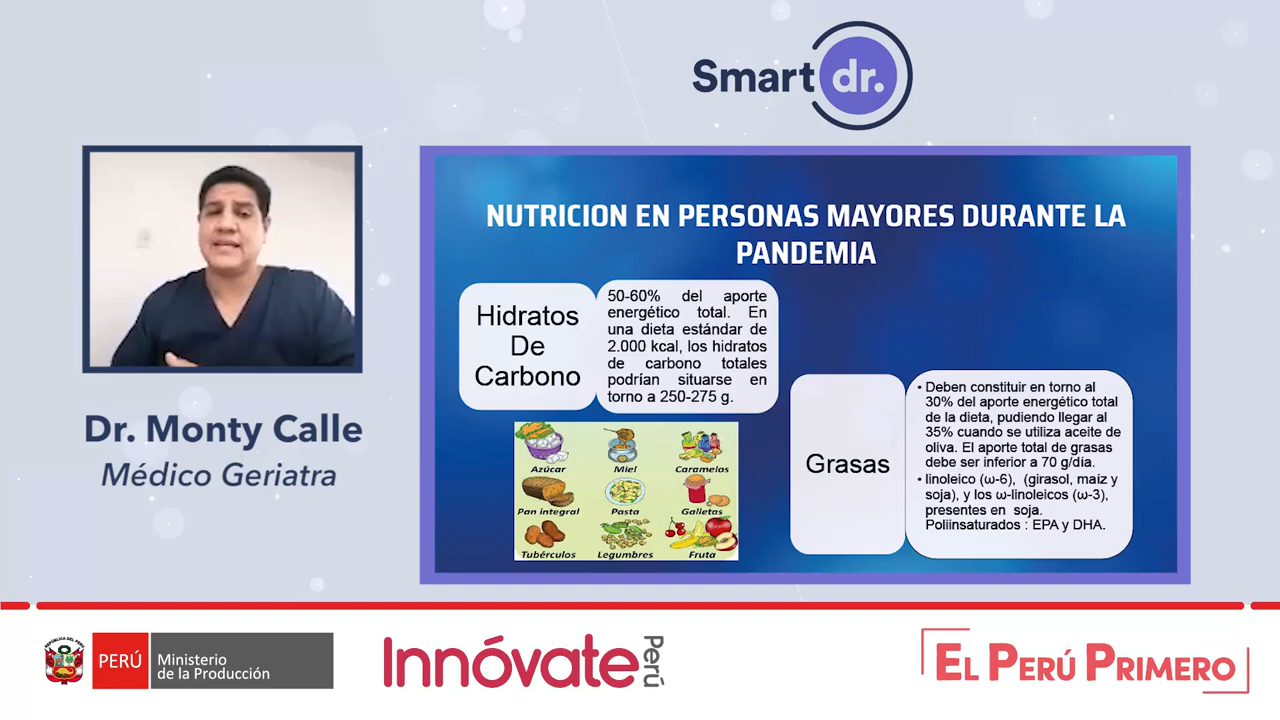 Smart dr.
Dr. Monty Calle
Médico Geriatra
NUTRICION EN PERSONAS MAYORES DURANTE LA
PANDEMIA
Hidratos
De
Carbono
50-60% del aporte
energético total. En
una dieta estándar de
2.000 kcal, los hidratos
de carbono totales
podrían situarse en
torno a 250-275 g.
Azúcar
Miel
Caramelos
Pan integral
Pasta
Galletas
Tubérculos
Legumbres
Fruta
Grasas
• Deben constituir en torno al
30% del aporte energético total
de la dieta, pudiendo llegar al
35% cuando se utiliza aceite de
oliva. El aporte total de grasas
debe ser inferior a 70 g/día.
• linoleico (ω-6), (girasol, maíz y
soja), y los ω-linoleicos (ω-3),
presentes en soja.
Poliinsaturados : EPA y DHA.
REPÚBLICA DEL PERÚ
PERÚ
Ministerio
de la Producción
Innóvate Perú
EL PERÚ PRIMERO